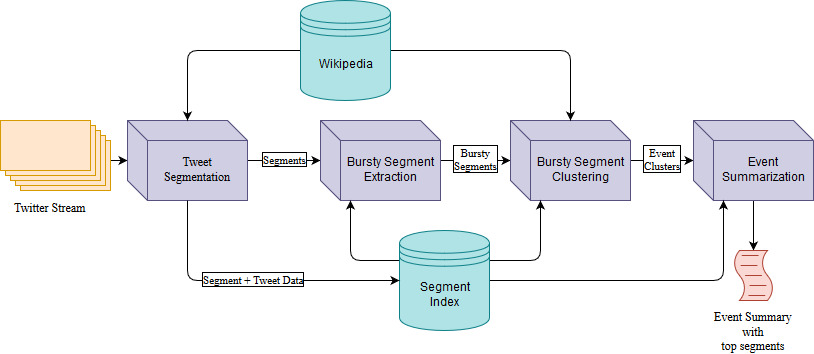 Wikipedia
Twitter Stream
Tweet
Segmentation
Segments
Bursty Segment
Extraction
Bursty
Segments
Bursty Segment
Clustering
Event
Clusters
Event
Summarization
Segment + Tweet Data
Segment
Index
Event Summary
with
top segments